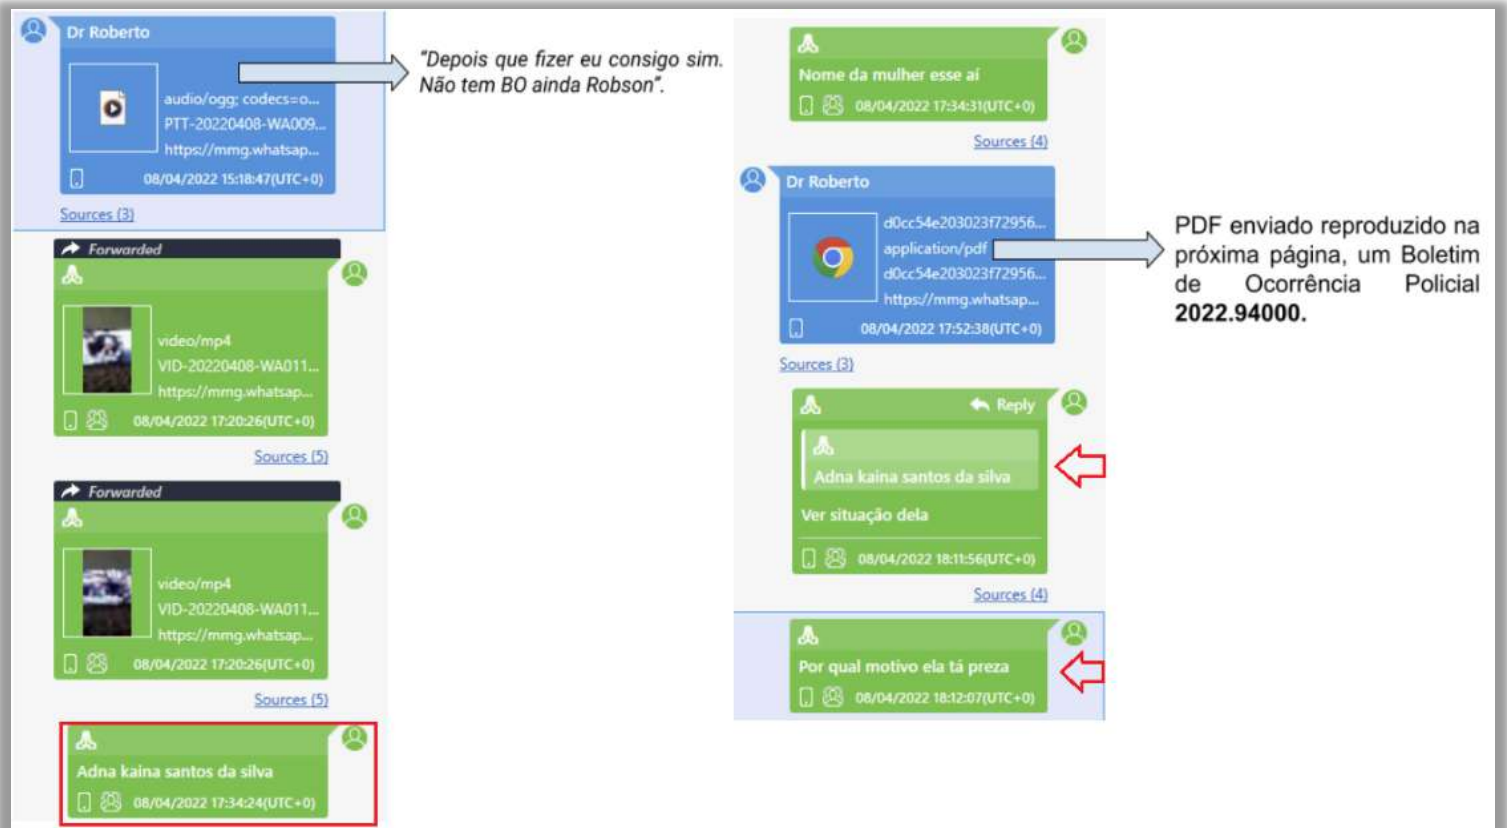 Dr Roberto
audio/ogg; codecs=o...
PTT-20220408-WA009...
https://mmg.whatsap...
08/04/2022 15:18:47(UTC+0)
Sources (3)
"Depois que fizer eu consigo sim.
Não tem BO ainda Robson".
Forwarded
video/mp4
VID-20220408-WA011...
https://mmg.whatsap...
08/04/2022 17:20:26(UTC+0)
Sources (5)
Forwarded
video/mp4
VID-20220408-WA011...
https://mmg.whatsap...
08/04/2022 17:20:26(UTC+0)
Sources (5)
Adna kaina santos da silva
08/04/2022 17:34:24(UTC+0)
Nome da mulher esse aí
08/04/2022 17:34:31(UTC+0)
Sources (4)
Dr Roberto
d0cc54e203023f72956...
application/pdf
d0cc54e203023f72956...
https://mmg.whatsap...
08/04/2022 17:52:38(UTC+0)
Sources (3)
PDF enviado reproduzido na
próxima página, um Boletim
de Ocorrência Policial
2022.94000.
Reply
Adna kaina santos da silva
Ver situação dela
08/04/2022 18:11:56(UTC+0)
Sources (4)
Por qual motivo ela tá preza
08/04/2022 18:12:07(UTC+0)